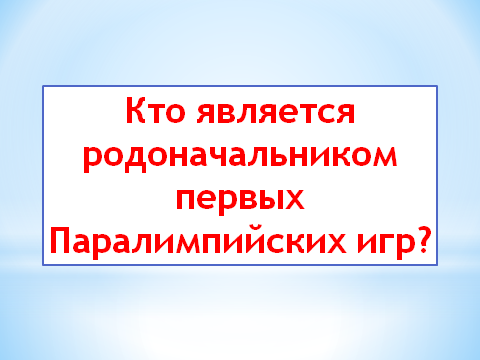 Кто является
родоначальником
первых
Паралимпийских игр?